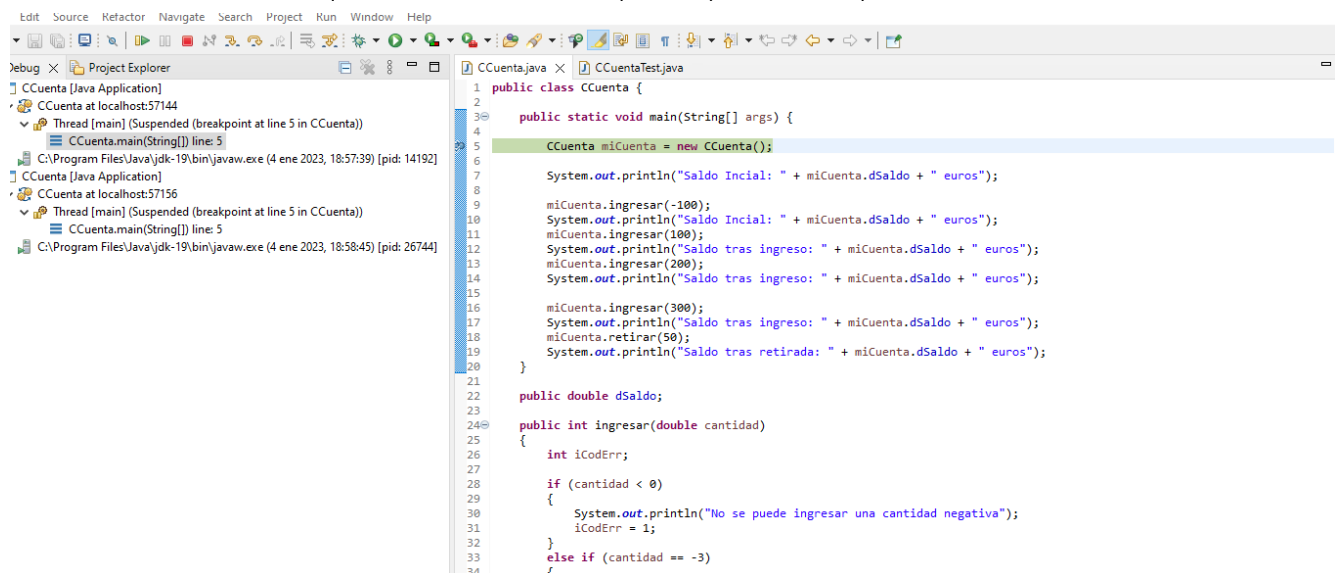 Edit Source Refactor Navigate Search Project Run Window Help
Debug Project Explorer
CCuenta [Java Application]
CCuenta at localhost:57144
Thread [main] (Suspended (breakpoint at line 5 in CCuenta))
CCuenta.main(String[]) line: 5
C:\Program Files\Java\jdk-19\bin\javaw.exe (4 ene 2023, 18:57:39) [pid: 14192]
CCuenta [Java Application]
CCuenta at localhost:57156
Thread [main] (Suspended (breakpoint at line 5 in CCuenta))
CCuenta.main(String[]) line: 5
C:\Program Files\Java\jdk-19\bin\javaw.exe (4 ene 2023, 18:58:45) [pid: 26744]
CCuenta.java CCuentaTest.java
1 public class CCuenta {
2
3 public static void main(String[] args) {
4
5 CCuenta miCuenta = new CCuenta();
6
7 System.out.println("Saldo Incial: " + miCuenta.dSaldo + " euros");
8
9 miCuenta.ingresar(-100);
10 System.out.println("Saldo Incial: " + miCuenta.dSaldo + " euros");
11 miCuenta.ingresar(100);
12 System.out.println("Saldo tras ingreso: " + miCuenta.dSaldo + " euros");
13 miCuenta.ingresar(200);
14 System.out.println("Saldo tras ingreso: " + miCuenta.dSaldo + " euros");
15
16 miCuenta.ingresar(300);
17 System.out.println("Saldo tras ingreso: " + miCuenta.dSaldo + " euros");
18 miCuenta.retirar(50);
19 System.out.println("Saldo tras retirada: " + miCuenta.dSaldo + " euros");
20 }
21
22 public double dSaldo;
23
24 public int ingresar(double cantidad)
25 {
26 int iCodErr;
27
28 if (cantidad < 0)
29 {
30 System.out.println("No se puede ingresar una cantidad negativa");
31 iCodErr = 1;
32 }
33 else if (cantidad == -3)
34 {